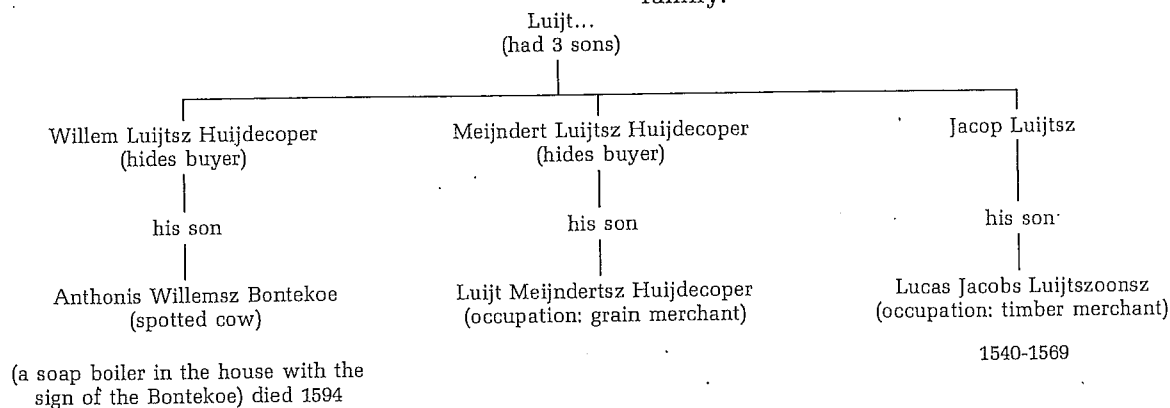 family.
Luijt...
(had 3 sons)
Willem Luijtsz Huijdecoper
(hides buyer)
Meijndert Luijtsz Huijdecoper
(hides buyer)
Jacop Luijtsz
his son
his son
his son
Anthonis Willemsz Bontekoe
(spotted cow)
Luijt Meijndertsz Huijdecoper
(occupation: grain merchant)
Lucas Jacobs Luijtszoonsz
(occupation: timber merchant)
1540-1569
(a soap boiler in the house with the
sign of the Bontekoe) died 1594